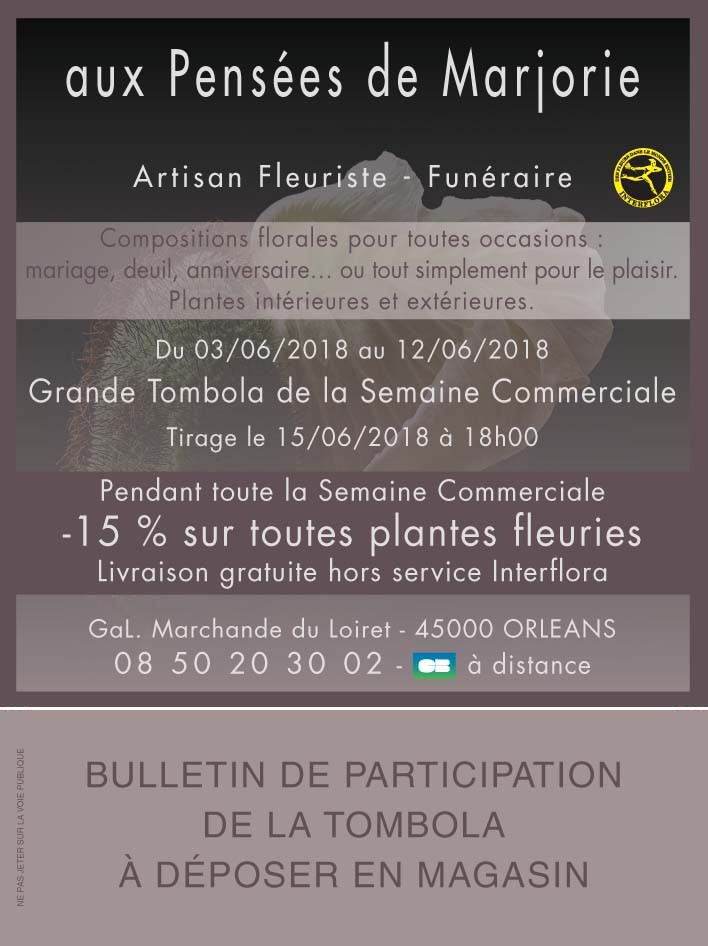 aux Pensées de Marjorie
Artisan Fleuriste - Funéraire
INTERFLORA
Compositions florales pour toutes occasions :
mariage, deuil, anniversaire... ou tout simplement pour le plaisir.
Plantes intérieures et extérieures.
Du 03/06/2018 au 12/06/2018
Grande Tombola de la Semaine Commerciale
Tirage le 15/06/2018 à 18h00
Pendant toute la Semaine Commerciale
-15 % sur toutes plantes fleuries
Livraison gratuite hors service Interflora
GaL. Marchande du Loiret - 45000 ORLEANS
08 50 20 30 02 - CB à distance
BULLETIN DE PARTICIPATION
DE LA TOMBOLA
À DÉPOSER EN MAGASIN
NE PAS JETER SUR LA VOIE PUBLIQUE